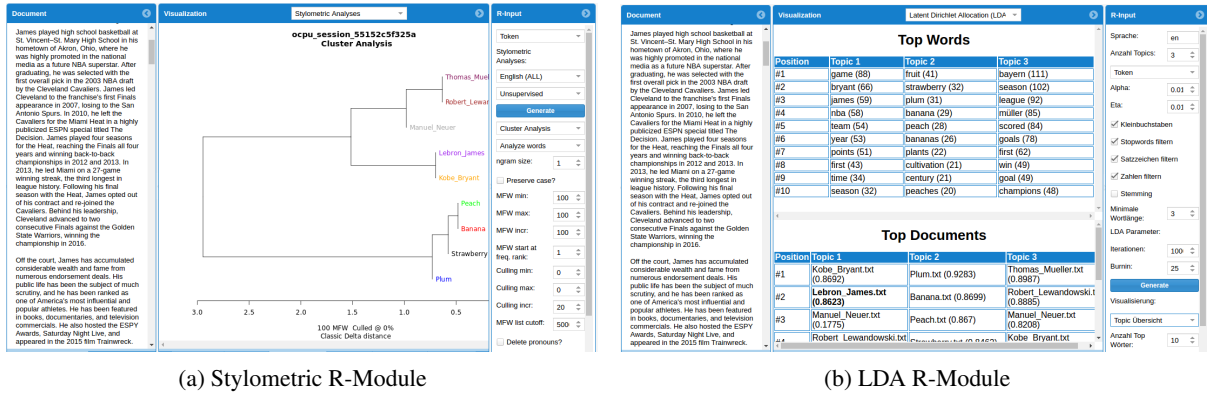 Document
James played high school basketball at
St. Vincent–St. Mary High School in his
hometown of Akron, Ohio, where he
was highly promoted in the national
media as a future NBA superstar. After
graduating, he was selected with the
first overall pick in the 2003 NBA draft
by the Cleveland Cavaliers. James led
Cleveland to the franchise's first Finals
appearance in 2007, losing to the San
Antonio Spurs. In 2010, he left the
Cavaliers for the Miami Heat in a highly
publicized ESPN special titled The
Decision. James played four seasons
for the Heat, reaching the Finals all four
years and winning back-to-back
championships in 2012 and 2013. In
2013, he led Miami on a 27-game
winning streak, the third longest in
league history. Following his final
season with the Heat, James opted out
of his contract and re-joined the
Cavaliers. Behind his leadership,
Cleveland advanced to two
consecutive Finals against the Golden
State Warriors, winning the
championship in 2016.
Off the court, James has accumulated
considerable wealth and fame from
numerous endorsement deals. His
public life has been the subject of much
scrutiny, and he has been ranked as
one of America's most influential and
popular athletes. He has been featured
in books, documentaries, and television
commercials. He also hosted the ESPY
Awards, Saturday Night Live, and
appeared in the 2015 film Trainwreck.
Visualization
Stylometric Analyses
ocpu_session_55152c5f325a
Cluster Analysis
Thomas_Muel
Robert_Lewan
Manuel_Neuer
Lebron_James
Kobe_Bryant
Peach
Banana
Strawberry
Plum
3.0 2.5 2.0 1.5 1.0 0.5
100 MFW Culled @ 0%
Classic Delta distance
R-Input
Token
Stylometric
Analyses:
English (ALL)
Unsupervised
Generate
Cluster Analysis
Analyze words
ngram size: 1
Preserve case?
MFW min: 100
MFW max: 100
MFW incr: 100
MFW start at
freq. rank: 1
Culling min: 0
Culling max: 0
Culling incr: 20
MFW list cutoff: 500
Delete pronouns?
(a) Stylometric R-Module
Document
James played high school basketball at
St. Vincent–St. Mary High School in his
hometown of Akron, Ohio, where he
was highly promoted in the national
media as a future NBA superstar. After
graduating, he was selected with the
first overall pick in the 2003 NBA draft
by the Cleveland Cavaliers. James led
Cleveland to the franchise's first Finals
appearance in 2007, losing to the San
Antonio Spurs. In 2010, he left the
Cavaliers for the Miami Heat in a highly
publicized ESPN special titled The
Decision. James played four seasons
for the Heat, reaching the Finals all four
years and winning back-to-back
championships in 2012 and 2013. In
2013, he led Miami on a 27-game
winning streak, the third longest in
league history. Following his final
season with the Heat, James opted out
of his contract and re-joined the
Cavaliers. Behind his leadership,
Cleveland advanced to two
consecutive Finals against the Golden
State Warriors, winning the
championship in 2016.
Off the court, James has accumulated
considerable wealth and fame from
numerous endorsement deals. His
public life has been the subject of much
scrutiny, and he has been ranked as
one of America's most influential and
popular athletes. He has been featured
in books, documentaries, and television
commercials. He also hosted the ESPY
Awards, Saturday Night Live, and
appeared in the 2015 film Trainwreck.
Visualization
Latent Dirichlet Allocation (LDA
Top Words
Position Topic 1 Topic 2 Topic 3
#1 game (88) fruit (41) bayern (111)
#2 bryant (66) strawberry (32) season (102)
#3 james (59) plum (31) league (92)
#4 nba (58) banana (29) müller (85)
#5 team (54) peach (28) scored (84)
#6 year (53) bananas (26) goals (78)
#7 points (51) plants (22) first (62)
#8 first (43) cultivation (21) win (49)
#9 time (34) century (21) goal (49)
#10 season (32) peaches (20) champions (48)
Top Documents
Position Topic 1 Topic 2 Topic 3
#1 Kobe_Bryant.txt (0.8692) Plum.txt (0.9283) Thomas_Mueller.txt (0.8987)
#2 Lebron_James.txt (0.8623) Banana.txt (0.8699) Robert_Lewandowski.t (0.8885)
#3 Manuel_Neuer.txt (0.1775) Peach.txt (0.867) Manuel_Neuer.txt (0.8208)
Robert_Lewandowski.txt Strawberry.txt (0.8462) Kobe_Bryant.txt
R-Input
Sprache: en
Anzahl Topics: 3
Token
Alpha: 0.01
Eta: 0.01
Kleinbuchstaben
Stopwords filtern
Satzzeichen filtern
Zahlen filtern
Stemming
Minimale
Wortlänge: 3
LDA Parameter:
Iterationen: 100
Burnin: 25
Generate
Visualisierung:
Topic Übersicht
Anzahl Top
Wörter: 10
(b) LDA R-Module